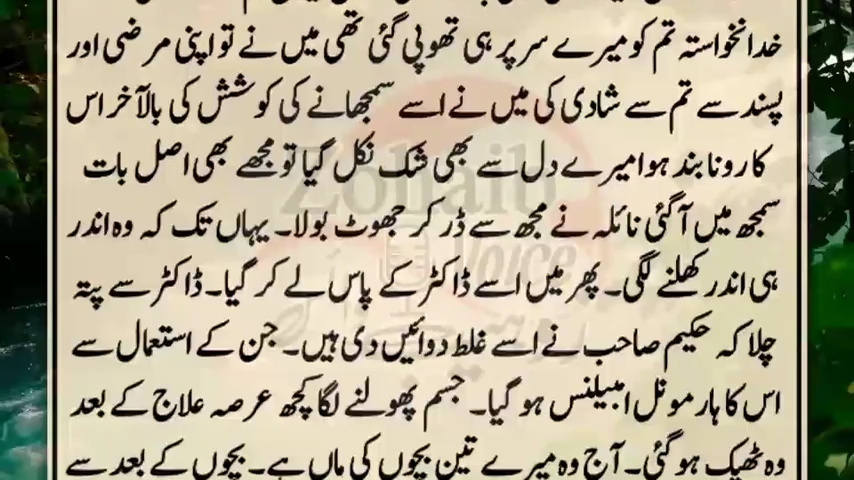 خدانخواستہ تم کو میرے سر پر ہی تھوپی گئی تھی میں نے تو اپنی مرضی اور
پسند سے تم سے شادی کی میں نے اسے سمجھانے کی کوشش کی بالآخر اس
کا رونا بند ہوا میرے دل سے بھی شک نکل گیا تو مجھے بھی اصل بات
سمجھ میں آگئی نائلہ نے مجھ سے ڈر کر جھوٹ بولا۔ یہاں تک کہ وہ اندر
ہی اندر کھلنے لگی۔ پھر میں اسے ڈاکٹر کے پاس لے کر گیا۔ ڈاکٹر سے پتہ
چلا کہ حکیم صاحب نے اسے غلط دوائیں دی ہیں۔ جن کے استعمال سے
اس کا ہارمونل امبیلنس ہو گیا۔ جسم پھولنے لگا کچھ عرصہ علاج کے بعد
وہ ٹھیک ہو گئی۔ آج وہ میرے تین بچوں کی ماں ہے۔ بچوں کے بعد سے
Zohaib
Voice